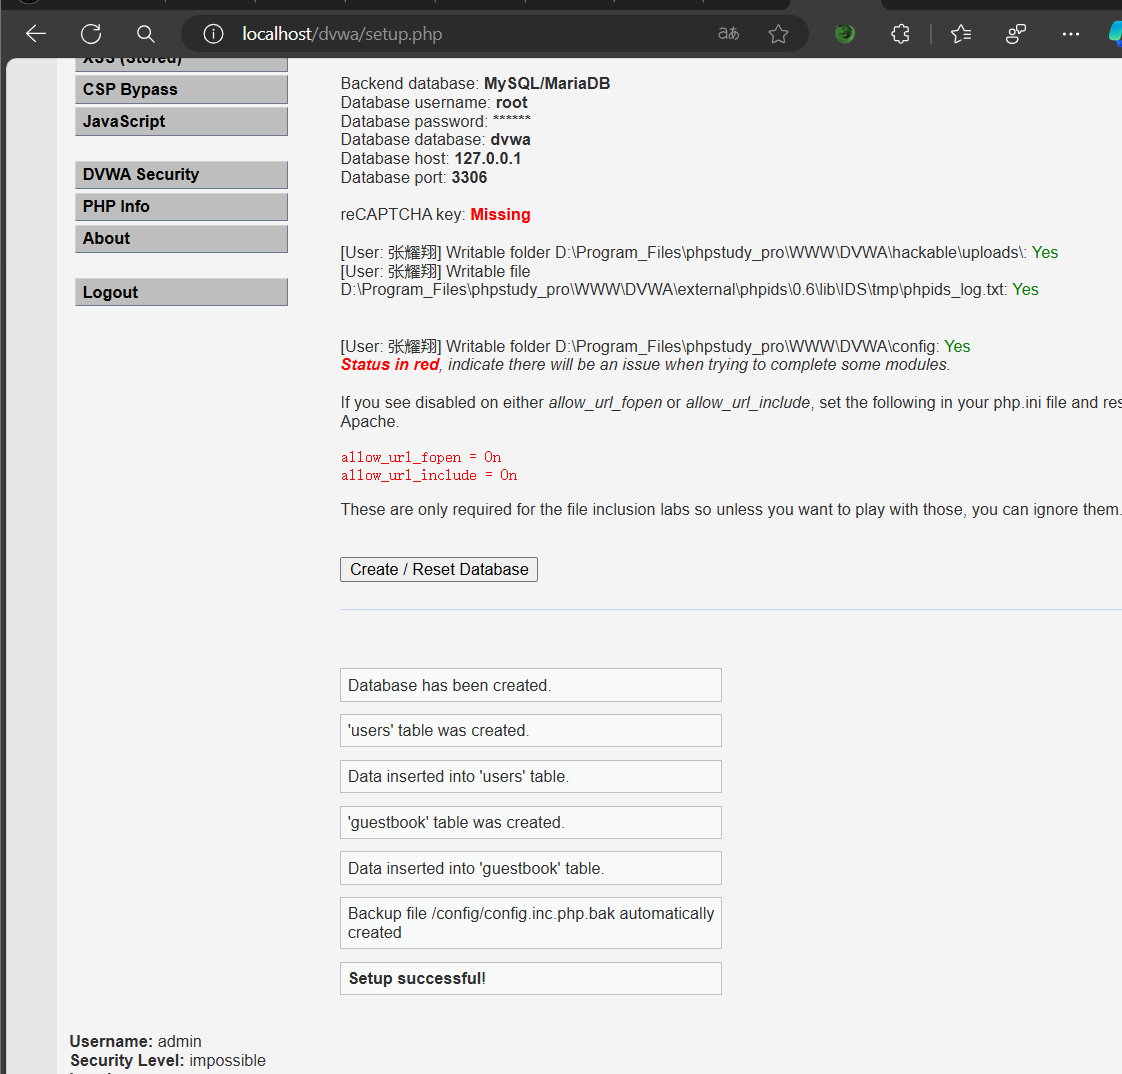 localhost/dvwa/setup.php
XSS (Stored)
CSP Bypass
JavaScript
DVWA Security
PHP Info
About
Logout
Backend database: MySQL/MariaDB
Database username: root
Database password: ******
Database database: dvwa
Database host: 127.0.0.1
Database port: 3306
reCAPTCHA key: Missing
[User: 张耀翔] Writable folder D:\Program_Files\phpstudy_pro\WWW\DVWA\hackable\uploads\: Yes
[User: 张耀翔] Writable file
D:\Program_Files\phpstudy_pro\WWW\DVWA\external\phpids\0.6\lib\IDS\tmp\phpids_log.txt: Yes
[User: 张耀翔] Writable folder D:\Program_Files\phpstudy_pro\WWW\DVWA\config: Yes
Status in red, indicate there will be an issue when trying to complete some modules.
If you see disabled on either allow_url_fopen or allow_url_include, set the following in your php.ini file and res
Apache.
allow_url_fopen = On
allow_url_include = On
These are only required for the file inclusion labs so unless you want to play with those, you can ignore them.
Create / Reset Database
Database has been created.
'users' table was created.
Data inserted into 'users' table.
'guestbook' table was created.
Data inserted into 'guestbook' table.
Backup file /config/config.inc.php.bak automatically
created
Setup successful!
Username: admin
Security Level: impossible